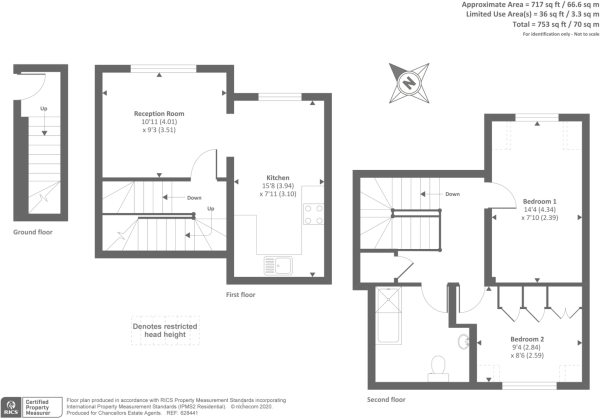 Approximate Area = 717 sq ft / 66.6 sq m
Limited Use Area(s) = 36 sq ft / 3.3 sq m
Total = 753 sq ft / 70 sq m
For identification only - Not to scale
N
Up
Ground floor
Reception Room
10'11 (4.01)
x 9'3 (3.51)
Down
Up
Kitchen
15'8 (3.94)
x 7'11 (3.10)
First floor
Down
Bedroom 1
14'4 (4.34)
x 7'10 (2.39)
Bedroom 2
9'4 (2.84)
x 8'6 (2.59)
Second floor
Denotes restricted
head height
RICS
Certified
Property
Measurer
Floor plan produced in accordance with RICS Property Measurement Standards incorporating
International Property Measurement Standards (IPMS2 Residential). © nichecom 2020.
Produced for Chancellors Estate Agents. REF: 628441